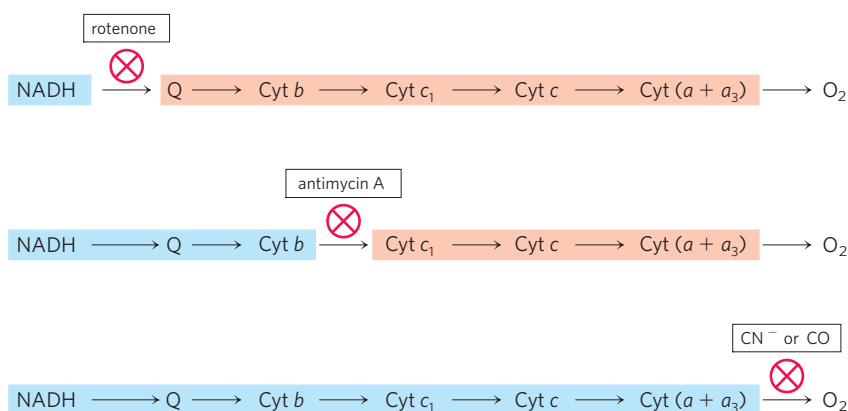 rotenone
NADH → Q → Cyt b → Cyt c₁ → Cyt c → Cyt (a + a₃) → O₂
antimycin A
NADH → Q → Cyt b → Cyt c₁ → Cyt c → Cyt (a + a₃) → O₂
CN⁻ or CO
NADH → Q → Cyt b → Cyt c₁ → Cyt c → Cyt (a + a₃) → O₂